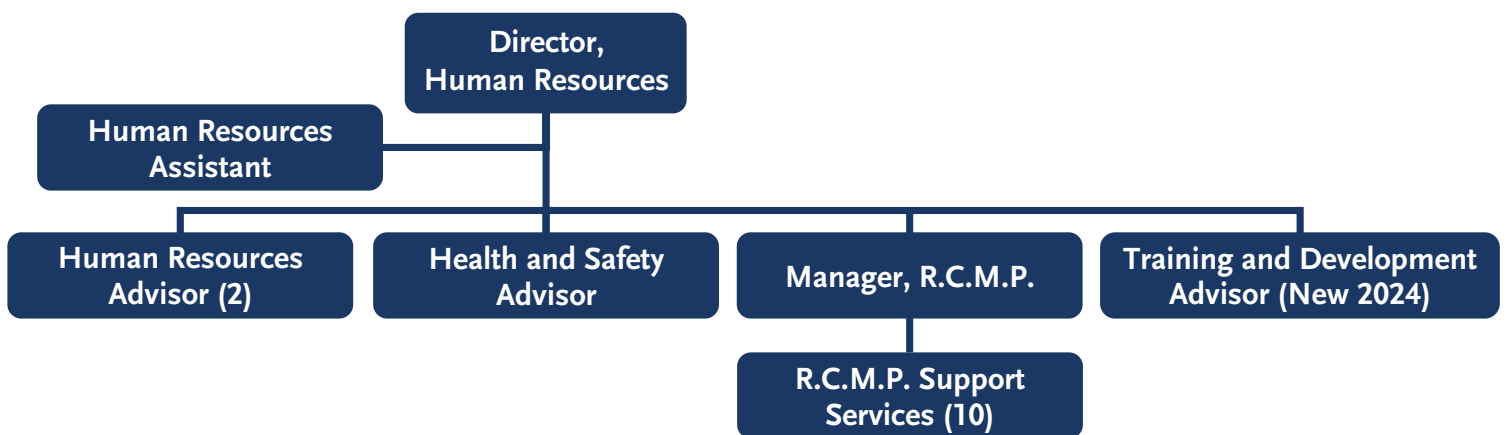 Director,
Human Resources
Human Resources
Assistant
Human Resources
Advisor (2)
Health and Safety
Advisor
Manager, R.C.M.P.
Training and Development
Advisor (New 2024)
R.C.M.P. Support
Services (10)